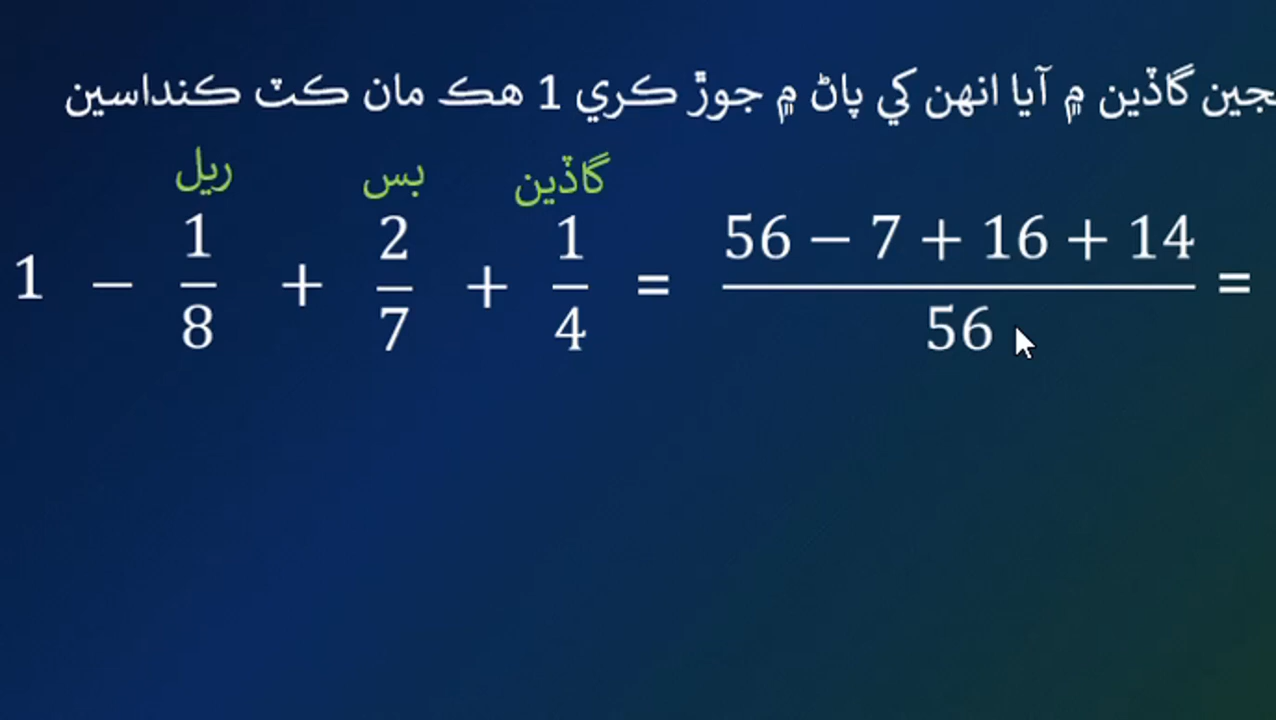 گاڏين ۾ آيا انهن کي پاڻ ۾ جوڙ ڪري 1 هڪ مان ڪٽ ڪنداسين
ريل بس گاڏين
1 − 1/8 + 2/7 + 1/4 = (56 − 7 + 16 + 14)/56 =